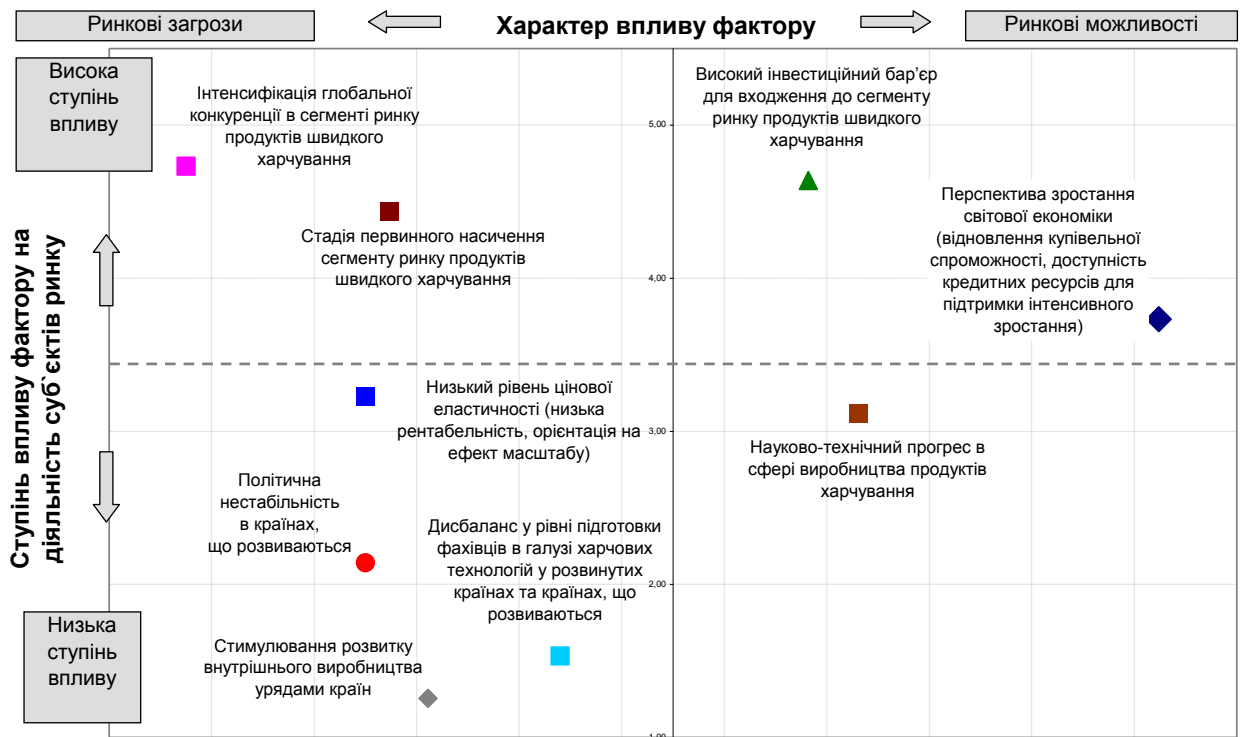 Ринкові загрози
Характер впливу фактору
Ринкові можливості
Висока
ступінь
впливу
Інтенсифікація глобальної
конкуренції в сегменті ринку
продуктів швидкого
харчування
Високий інвестиційний бар’єр
для входження до сегменту
ринку продуктів швидкого
харчування
5,00
Перспектива зростання
світової економіки
(відновлення купівельної
спроможності, доступність
кредитних ресурсів для
підтримки інтенсивного
зростання)
Стадія первинного насичення
сегменту ринку продуктів
швидкого харчування
4,00
Ступінь впливу фактору на
діяльність суб`єктів ринку
Низький рівень цінової
еластичності (низька
рентабельність, орієнтація на
ефект масштабу)
3,00
Науково-технічний прогрес в
сфері виробництва продуктів
харчування
Політична
нестабільність
в країнах,
що розвиваються
Дисбаланс у рівні підготовки
фахівців в галузі харчових
технологій у розвинутих
країнах та країнах, що
розвиваються
2,00
Низька
ступінь
впливу
Стимулювання розвитку
внутрішнього виробництва
урядами країн
1,00